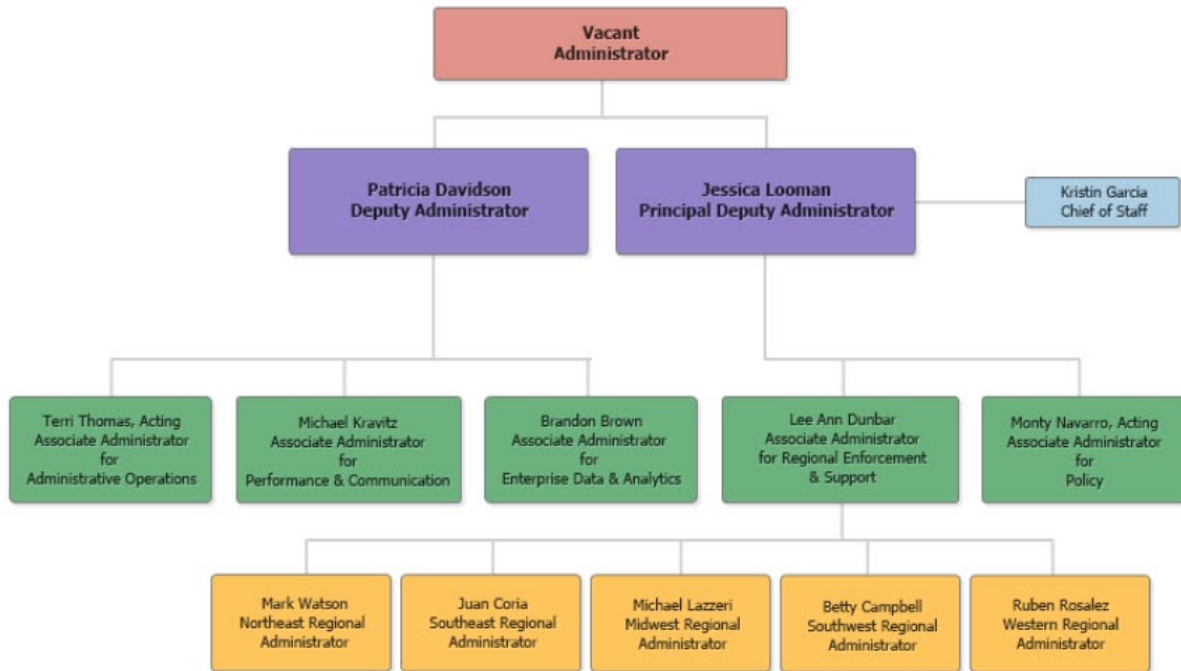 Vacant
Administrator
Patricia Davidson
Deputy Administrator
Jessica Looman
Principal Deputy Administrator
Kristin Garcia
Chief of Staff
Terri Thomas, Acting
Associate Administrator
for
Administrative Operations
Michael Kravitz
Associate Administrator
for
Performance & Communication
Brandon Brown
Associate Administrator
for
Enterprise Data & Analytics
Lee Ann Dunbar
Associate Administrator
for Regional Enforcement
& Support
Monty Navarro, Acting
Associate Administrator
for
Policy
Mark Watson
Northeast Regional
Administrator
Juan Coria
Southeast Regional
Administrator
Michael Lazzeri
Midwest Regional
Administrator
Betty Campbell
Southwest Regional
Administrator
Ruben Rosalez
Western Regional
Administrator